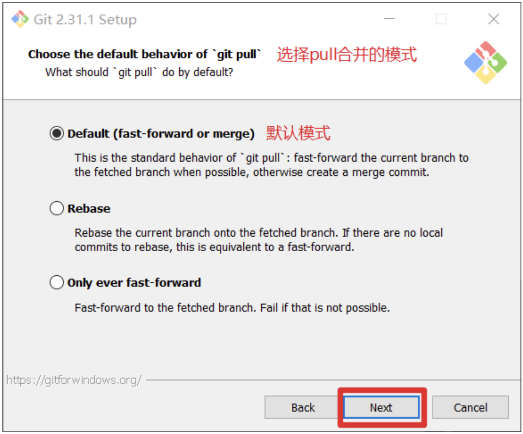 Git 2.31.1 Setup
Choose the default behavior of `git pull` 选择pull合并的模式
What should `git pull` do by default?
Default (fast-forward or merge) 默认模式
This is the standard behavior of `git pull`: fast-forward the current branch to
the fetched branch when possible, otherwise create a merge commit.
Rebase
Rebase the current branch onto the fetched branch. If there are no local
commits to rebase, this is equivalent to a fast-forward.
Only ever fast-forward
Fast-forward to the fetched branch. Fail if that is not possible.
https://gitforwindows.org/
Back Next Cancel